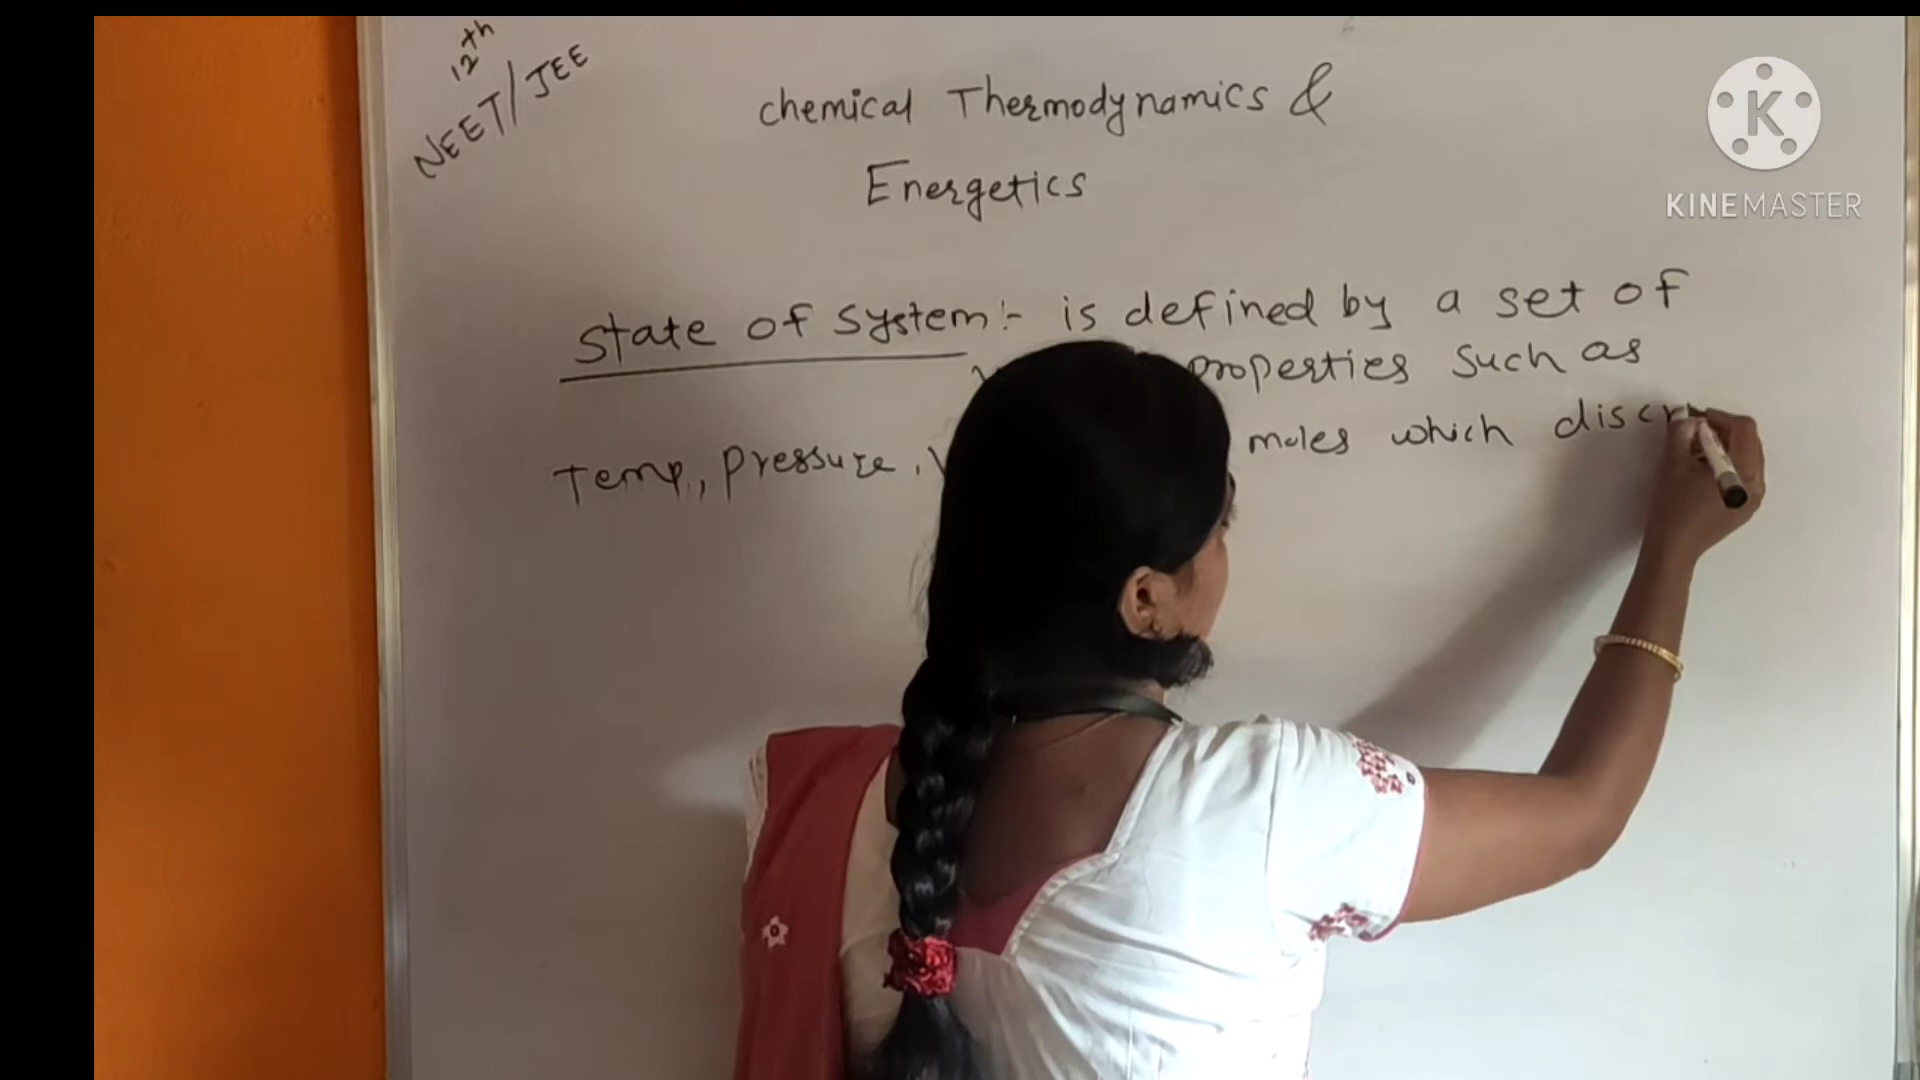 12th
NEET/JEE
chemical Thermodynamics &
Energetics
State of system:- is defined by a set of
properties such as
Temp., Pressure,
moles which discr
KINEMASTER